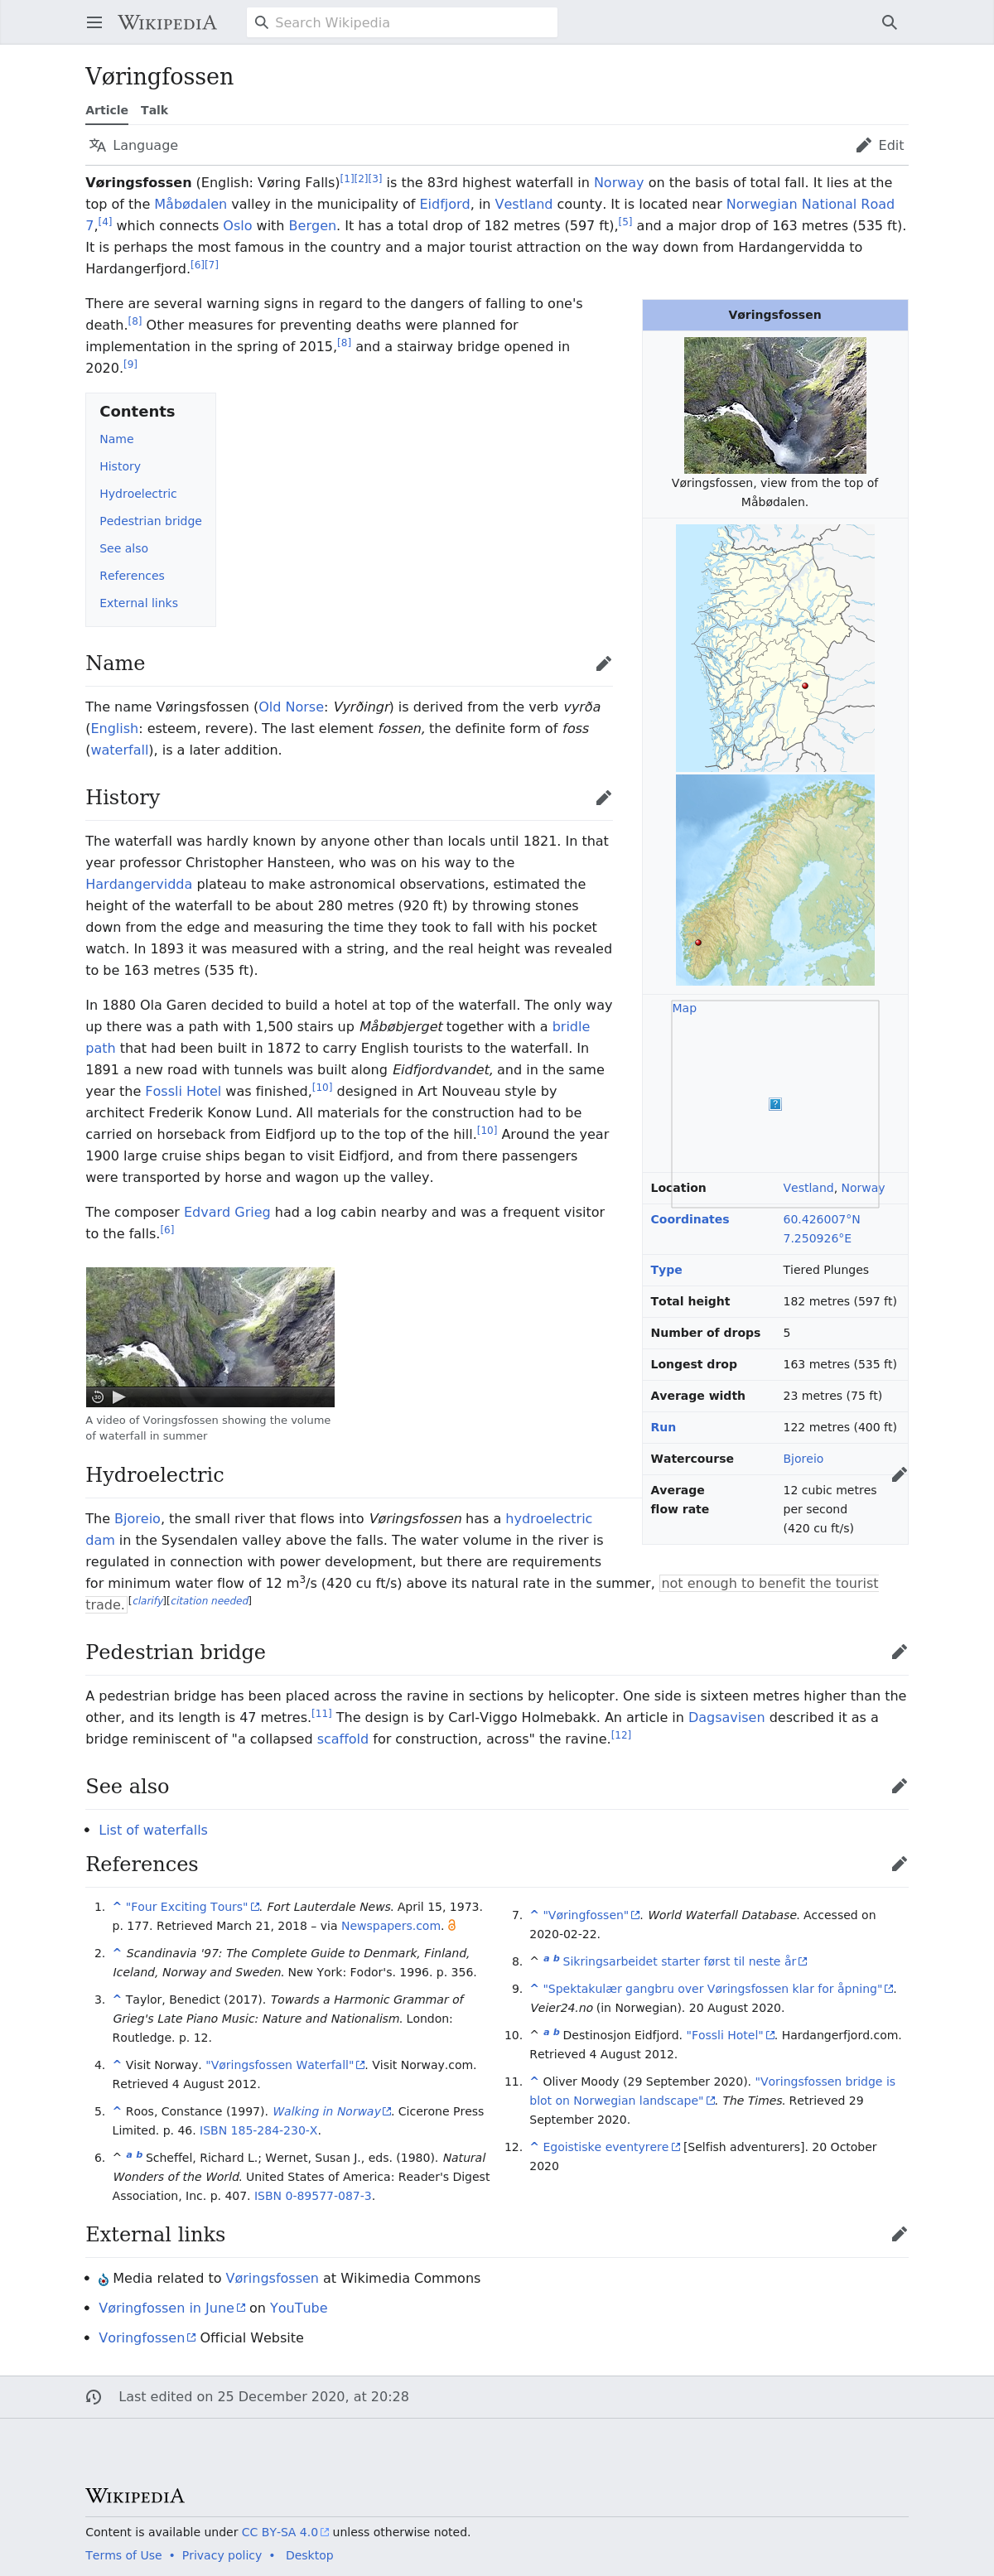 WIKIPEDIA
Search Wikipedia
Vøringfossen
Article Talk
Language
Edit
Vøringsfossen (English: Vøring Falls)[1][2][3] is the 83rd highest waterfall in Norway on the basis of total fall. It lies at the
top of the Måbødalen valley in the municipality of Eidfjord, in Vestland county. It is located near Norwegian National Road
7,[4] which connects Oslo with Bergen. It has a total drop of 182 metres (597 ft),[5] and a major drop of 163 metres (535 ft).
It is perhaps the most famous in the country and a major tourist attraction on the way down from Hardangervidda to
Hardangerfjord.[6][7]
There are several warning signs in regard to the dangers of falling to one's
death.[8] Other measures for preventing deaths were planned for
implementation in the spring of 2015,[8] and a stairway bridge opened in
2020.[9]
Contents
Name
History
Hydroelectric
Pedestrian bridge
See also
References
External links
Name
The name Vøringsfossen (Old Norse: Vyrðingr) is derived from the verb vyrða
(English: esteem, revere). The last element fossen, the definite form of foss
(waterfall), is a later addition.
History
The waterfall was hardly known by anyone other than locals until 1821. In that
year professor Christopher Hansteen, who was on his way to the
Hardangervidda plateau to make astronomical observations, estimated the
height of the waterfall to be about 280 metres (920 ft) by throwing stones
down from the edge and measuring the time they took to fall with his pocket
watch. In 1893 it was measured with a string, and the real height was revealed
to be 163 metres (535 ft).
In 1880 Ola Garen decided to build a hotel at top of the waterfall. The only way
up there was a path with 1,500 stairs up Måbøbjerget together with a bridle
path that had been built in 1872 to carry English tourists to the waterfall. In
1891 a new road with tunnels was built along Eidfjordvandet, and in the same
year the Fossli Hotel was finished,[10] designed in Art Nouveau style by
architect Frederik Konow Lund. All materials for the construction had to be
carried on horseback from Eidfjord up to the top of the hill.[10] Around the year
1900 large cruise ships began to visit Eidfjord, and from there passengers
were transported by horse and wagon up the valley.
The composer Edvard Grieg had a log cabin nearby and was a frequent visitor
to the falls.[6]
30
A video of Voringsfossen showing the volume
of waterfall in summer
Vøringsfossen
Vøringsfossen, view from the top of
Måbødalen.
Map
Location Vestland, Norway
Coordinates 60.426007°N
7.250926°E
Type Tiered Plunges
Total height 182 metres (597 ft)
Number of drops 5
Longest drop 163 metres (535 ft)
Average width 23 metres (75 ft)
Run 122 metres (400 ft)
Watercourse Bjoreio
Average 12 cubic metres
flow rate per second
(420 cu ft/s)
Hydroelectric
The Bjoreio, the small river that flows into Vøringsfossen has a hydroelectric
dam in the Sysendalen valley above the falls. The water volume in the river is
regulated in connection with power development, but there are requirements
for minimum water flow of 12 m3/s (420 cu ft/s) above its natural rate in the summer, not enough to benefit the tourist
trade.[clarify][citation needed]
Pedestrian bridge
A pedestrian bridge has been placed across the ravine in sections by helicopter. One side is sixteen metres higher than the
other, and its length is 47 metres.[11] The design is by Carl-Viggo Holmebakk. An article in Dagsavisen described it as a
bridge reminiscent of "a collapsed scaffold for construction, across" the ravine.[12]
See also
• List of waterfalls
References
1. ^ "Four Exciting Tours". Fort Lauterdale News. April 15, 1973.
p. 177. Retrieved March 21, 2018 – via Newspapers.com.
2. ^ Scandinavia '97: The Complete Guide to Denmark, Finland,
Iceland, Norway and Sweden. New York: Fodor's. 1996. p. 356.
3. ^ Taylor, Benedict (2017). Towards a Harmonic Grammar of
Grieg's Late Piano Music: Nature and Nationalism. London:
Routledge. p. 12.
4. ^ Visit Norway. "Vøringsfossen Waterfall". Visit Norway.com.
Retrieved 4 August 2012.
5. ^ Roos, Constance (1997). Walking in Norway. Cicerone Press
Limited. p. 46. ISBN 185-284-230-X.
6. ^ a b Scheffel, Richard L.; Wernet, Susan J., eds. (1980). Natural
Wonders of the World. United States of America: Reader's Digest
Association, Inc. p. 407. ISBN 0-89577-087-3.
7. ^ "Vøringfossen". World Waterfall Database. Accessed on
2020-02-22.
8. ^ a b Sikringsarbeidet starter først til neste år
9. ^ "Spektakulær gangbru over Vøringsfossen klar for åpning".
Veier24.no (in Norwegian). 20 August 2020.
10. ^ a b Destinosjon Eidfjord. "Fossli Hotel". Hardangerfjord.com.
Retrieved 4 August 2012.
11. ^ Oliver Moody (29 September 2020). "Voringsfossen bridge is
blot on Norwegian landscape". The Times. Retrieved 29
September 2020.
12. ^ Egoistiske eventyrere [Selfish adventurers]. 20 October
2020
External links
• Media related to Vøringsfossen at Wikimedia Commons
• Vøringfossen in June on YouTube
• Voringfossen Official Website
Last edited on 25 December 2020, at 20:28
WIKIPEDIA
Content is available under CC BY-SA 4.0 unless otherwise noted.
Terms of Use • Privacy policy • Desktop